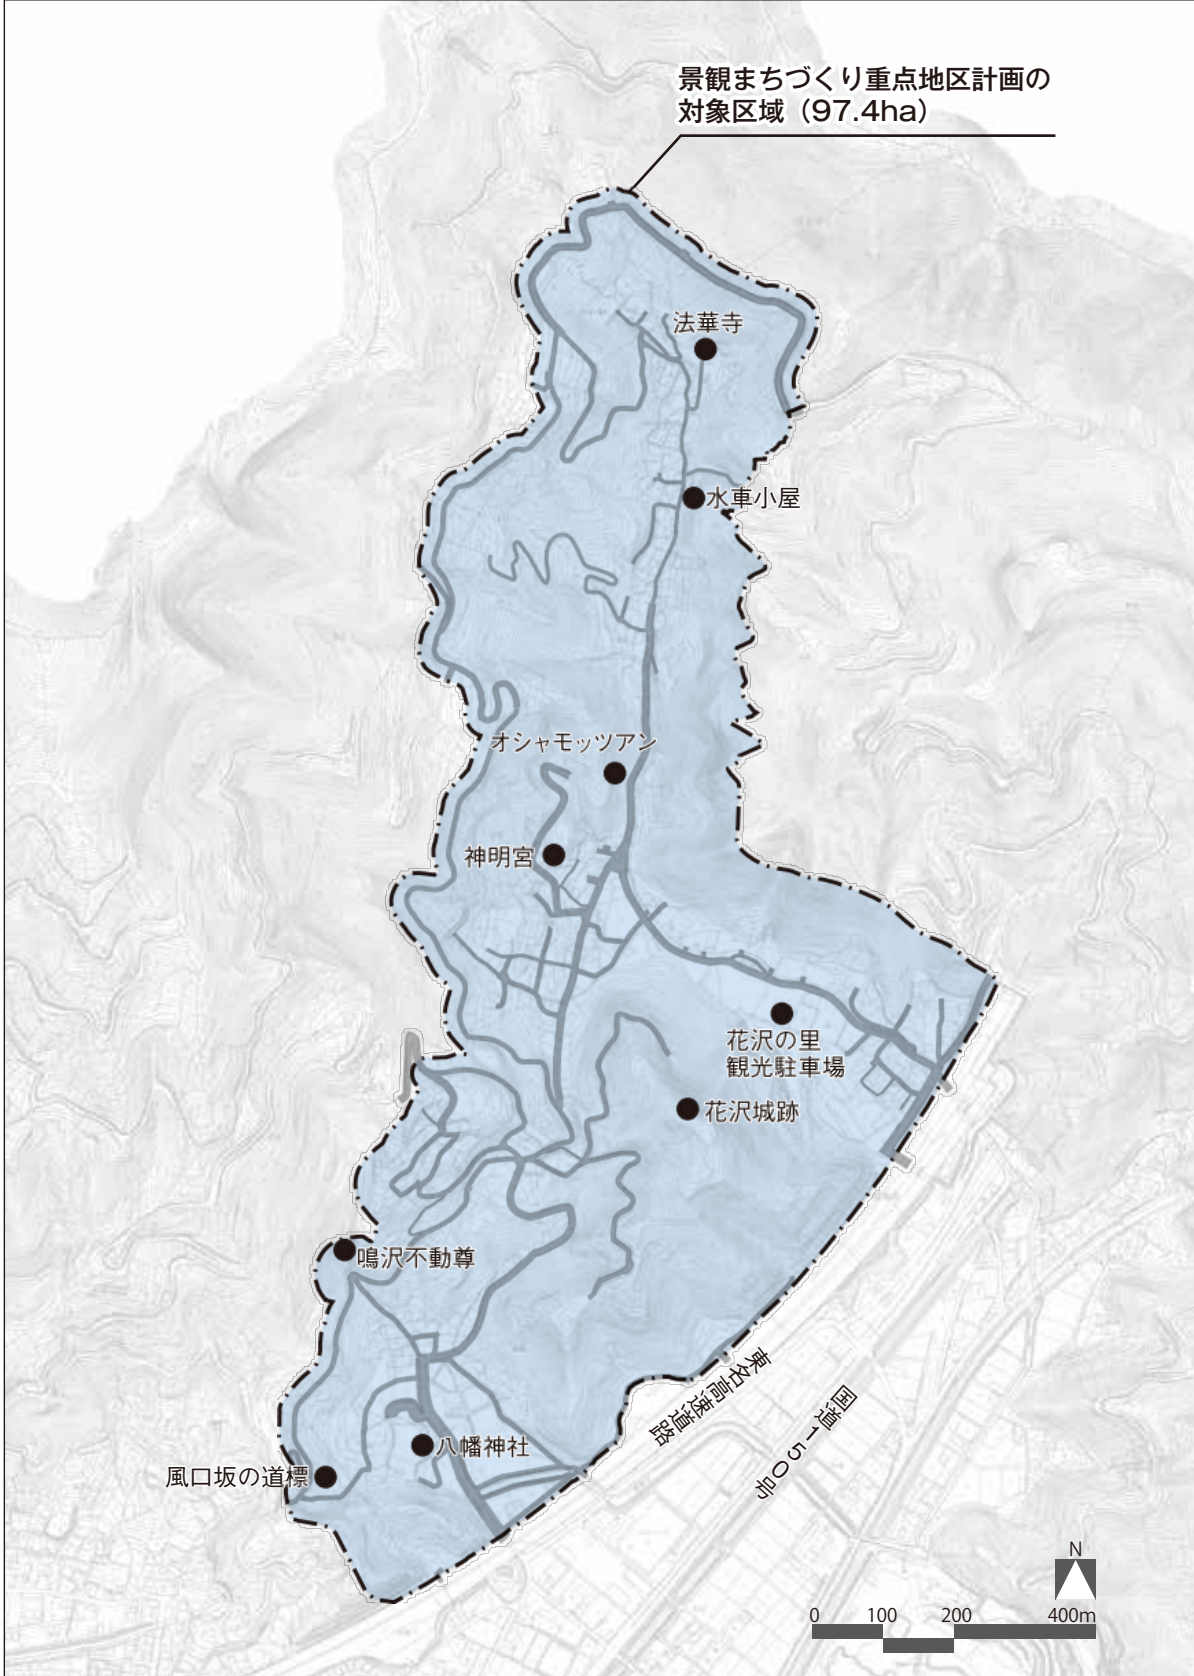 景観まちづくり重点地区計画の
対象区域（97.4ha）
法華寺
水車小屋
オシャモッツアン
神明宮
花沢の里
観光駐車場
花沢城跡
鳴沢不動尊
東名高速道路
国道150号
八幡神社
風口坂の道標
N
0 100 200 400m